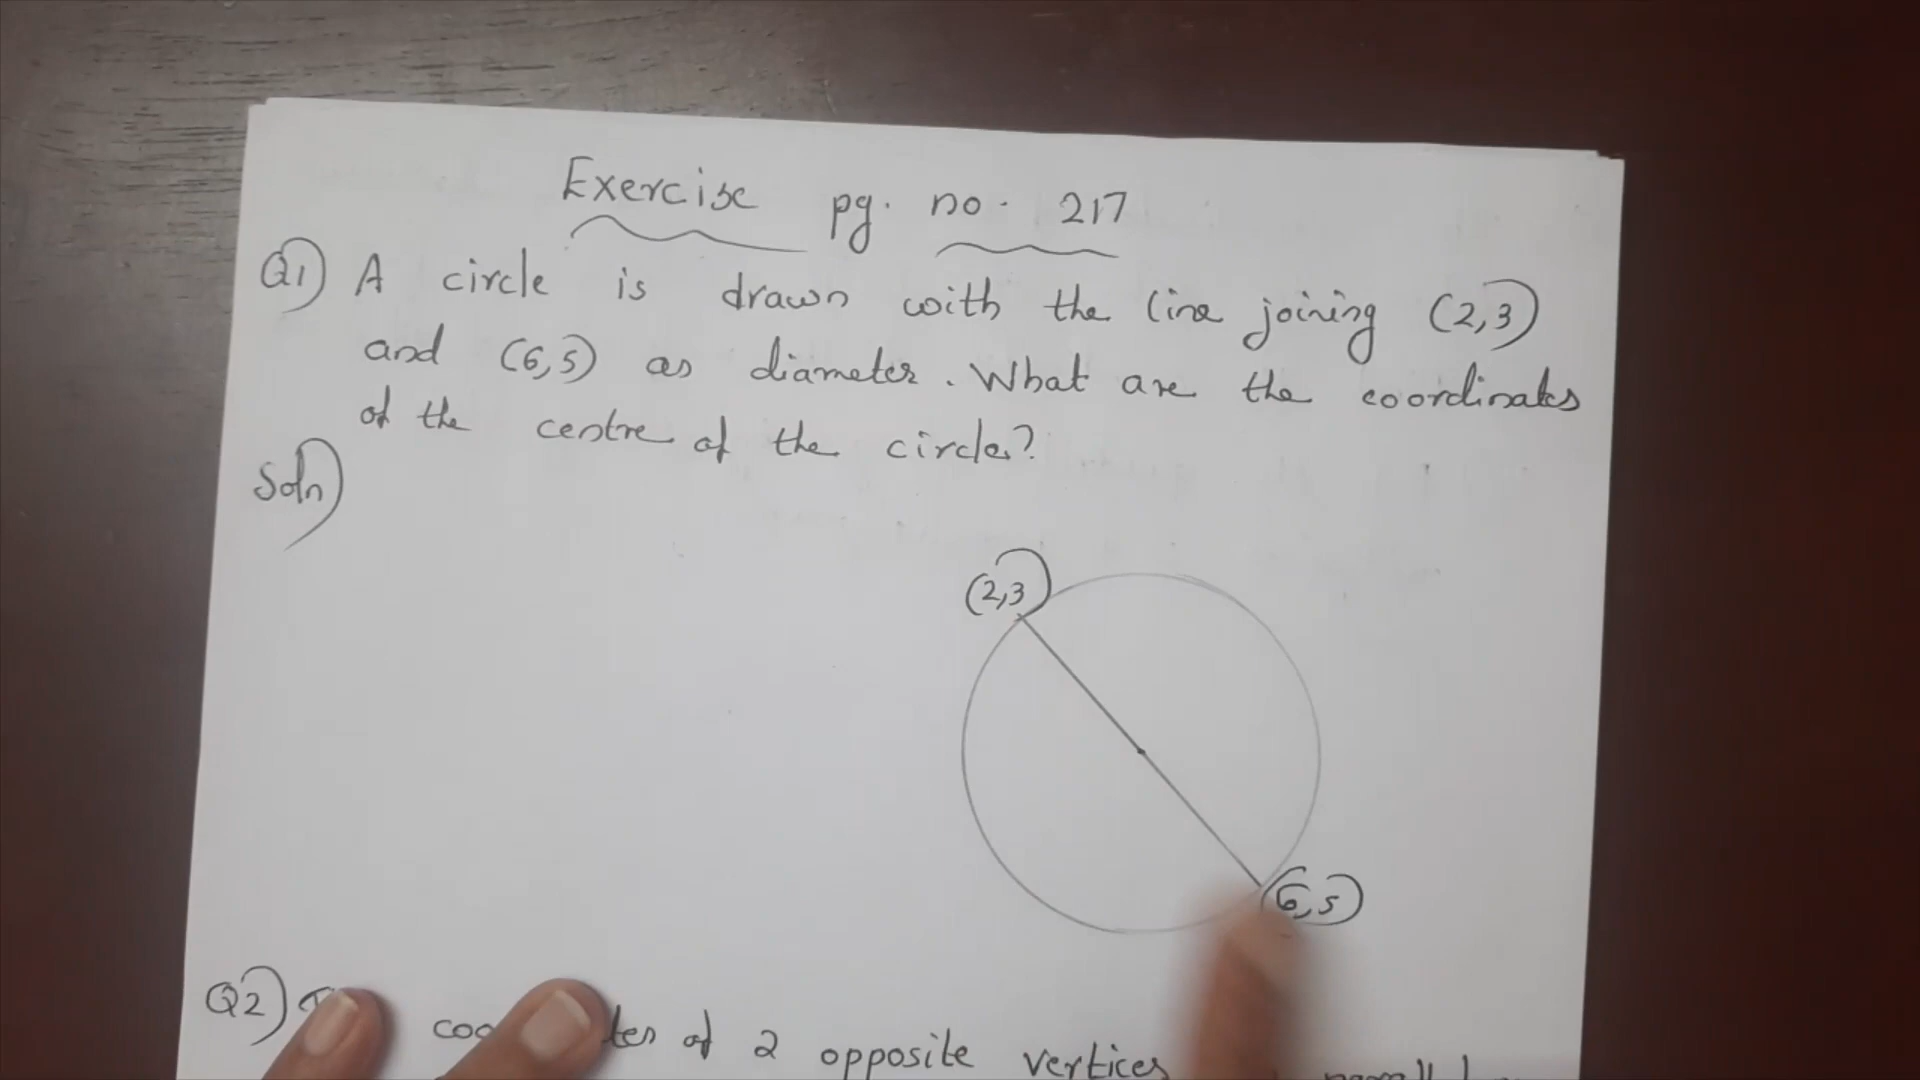 Exercise pg. no. 217
Q1) A circle is drawn with the line joining (2,3)
and (6,5) as diameter. What are the coordinates
of the centre of the circle?
Soln)
(2,3)
(6,5)
Q2) of 2 opposite vertices